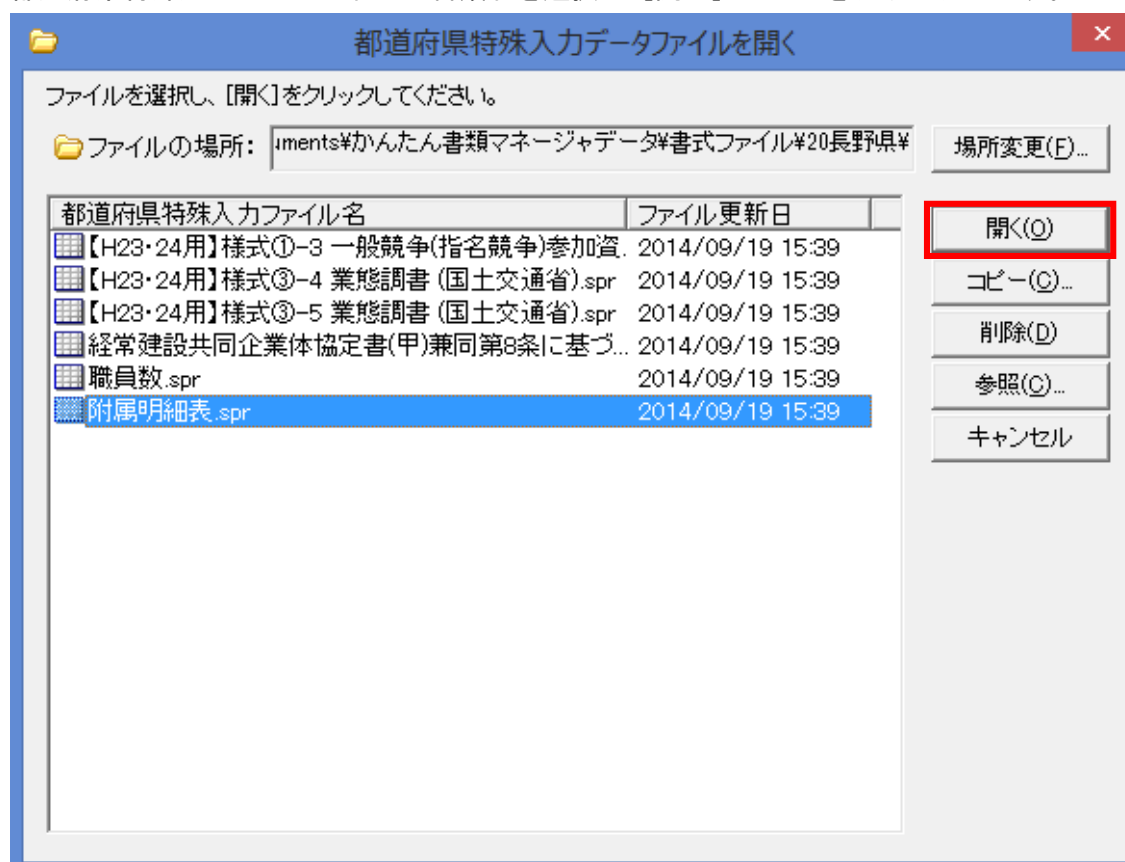 都道府県特殊入力データファイルを開く
ファイルを選択し、[開く]をクリックしてください。
ファイルの場所: uments¥かんたん書類マネージャデータ¥書式ファイル¥20長野県¥
場所変更(F)...
都道府県特殊入力ファイル名 ファイル更新日
【H23・24用】様式①-3 一般競争(指名競争)参加資. 2014/09/19 15:39
【H23・24用】様式③-4 業態調書 (国土交通省).spr 2014/09/19 15:39
【H23・24用】様式③-5 業態調書 (国土交通省).spr 2014/09/19 15:39
経常建設共同企業体協定書(甲)兼同第8条に基づ... 2014/09/19 15:39
職員数.spr 2014/09/19 15:39
附属明細表.spr 2014/09/19 15:39
開く(O)
コピー(C)...
削除(D)
参照(C)...
キャンセル